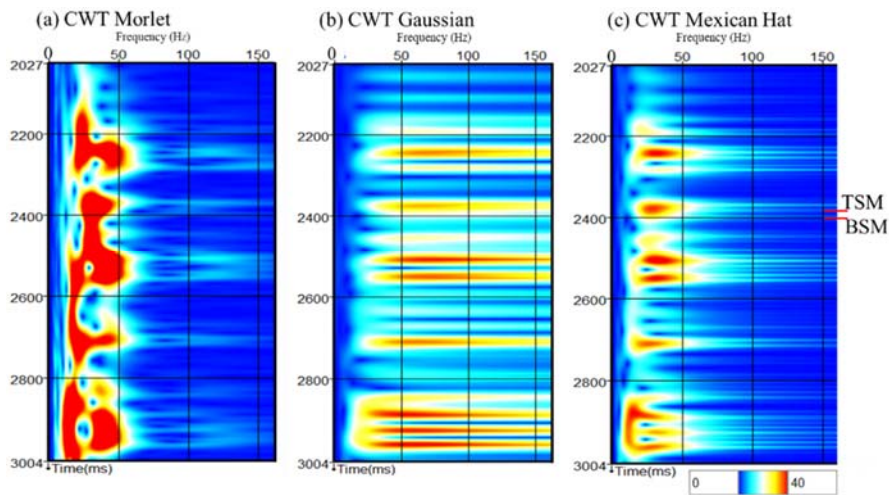 (a) CWT Morlet
Frequency (Hz)
0 50 100 150
2027
2200
2400
2600
2800
3004
Time(ms)
(b) CWT Gaussian
Frequency (Hz)
0 50 100 150
2027
2200
2400
2600
2800
3004
Time(ms)
(c) CWT Mexican Hat
Frequency (Hz)
0 50 100 150
2027
2200
2400
2600
2800
3004
Time(ms)
TSM
BSM
0 40